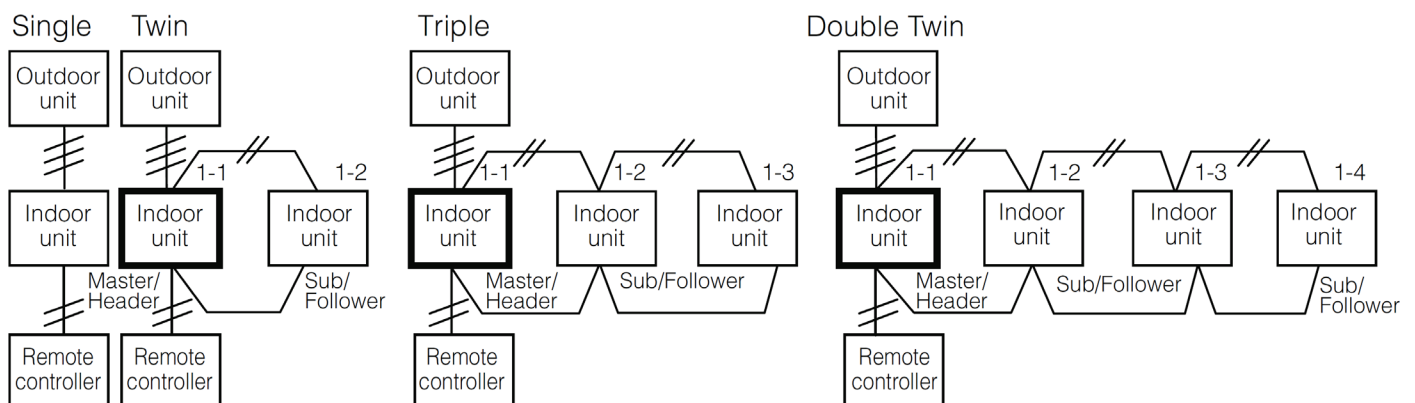 Single Twin Triple Double Twin
Outdoor unit
Outdoor unit
Outdoor unit
Outdoor unit
1-1
1-2
1-1
1-2
1-3
1-1
1-2
1-3
1-4
Indoor unit
Indoor unit
Indoor unit
Indoor unit
Indoor unit
Indoor unit
Indoor unit
Indoor unit
Indoor unit
Indoor unit
Master/
Header
Sub/
Follower
Master/
Header
Sub/Follower
Master/
Header
Sub/Follower
Sub/
Follower
Remote controller
Remote controller
Remote controller
Remote controller